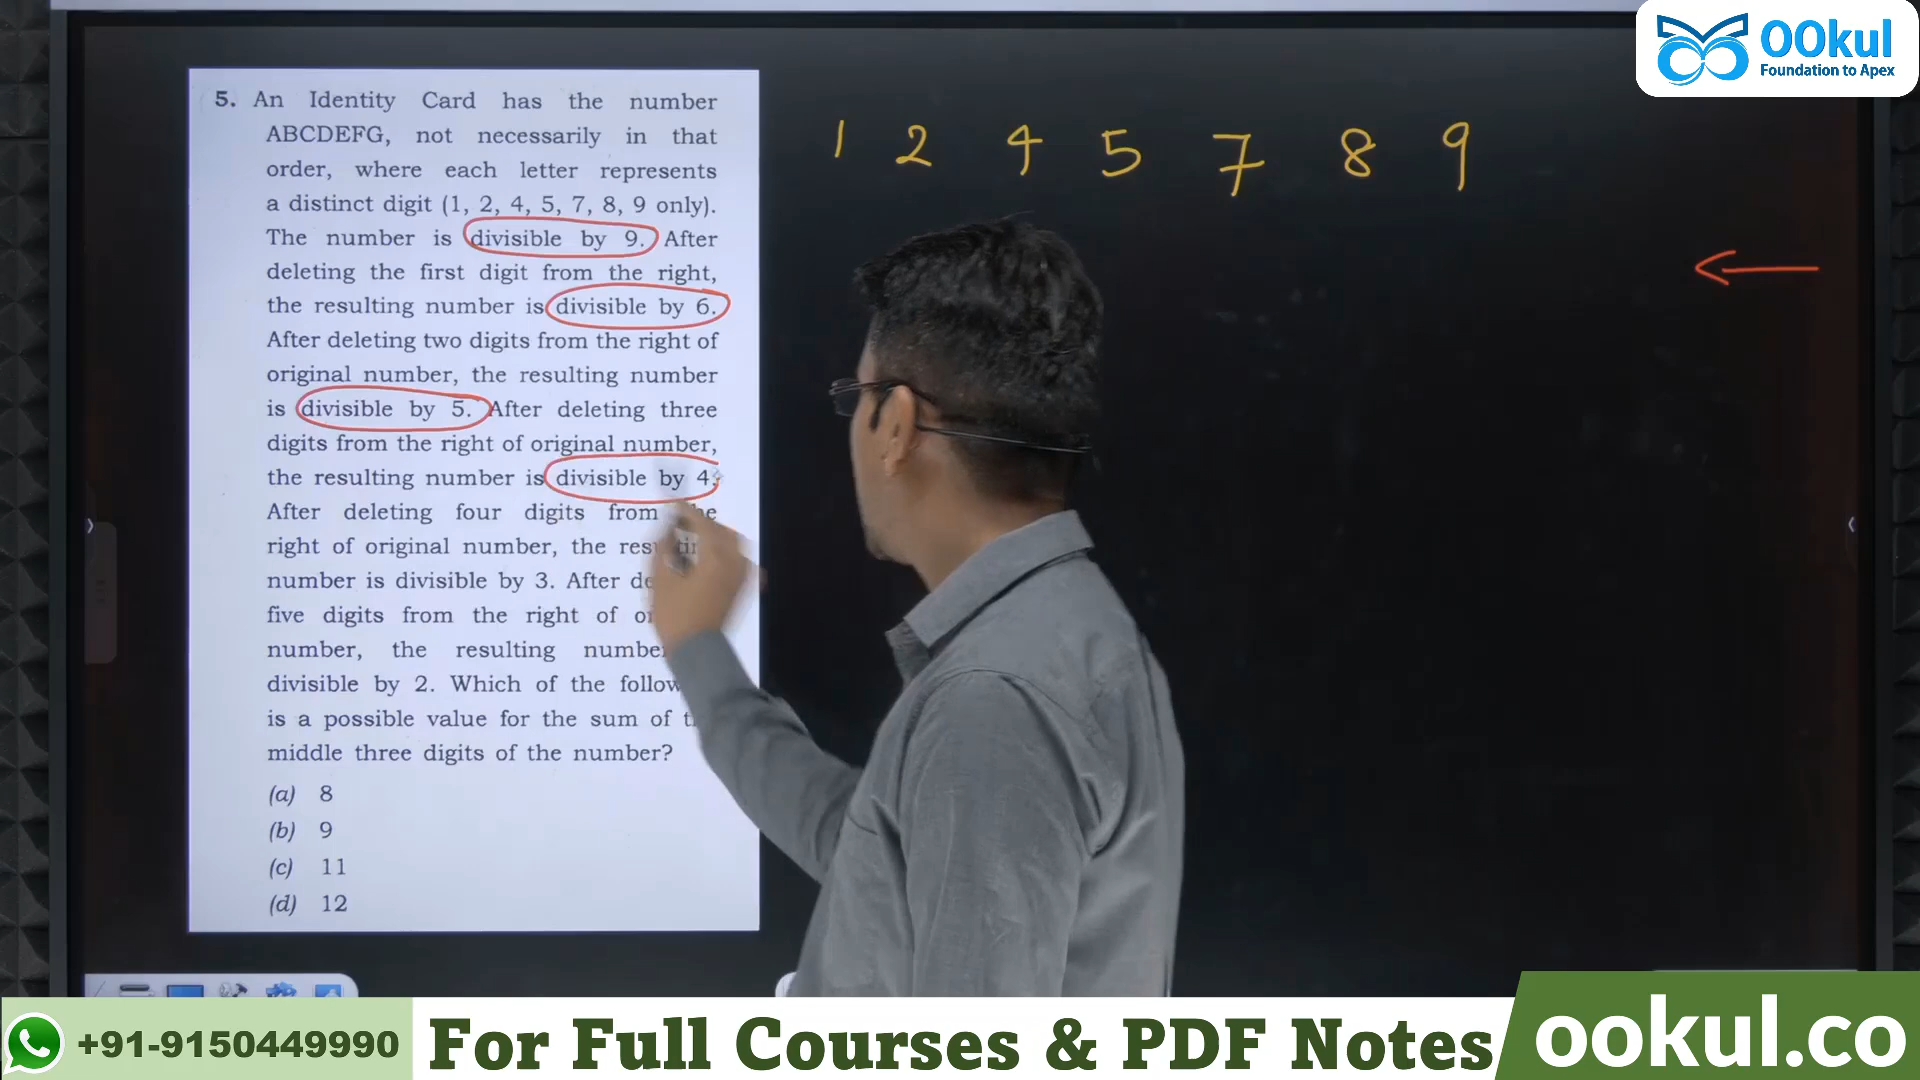 OOkul
Foundation to Apex
5. An Identity Card has the number
ABCDEFG, not necessarily in that
order, where each letter represents
a distinct digit (1, 2, 4, 5, 7, 8, 9 only).
The number is divisible by 9. After
deleting the first digit from the right,
the resulting number is divisible by 6.
After deleting two digits from the right of
original number, the resulting number
is divisible by 5. After deleting three
digits from the right of original number,
the resulting number is divisible by 4.
After deleting four digits from
right of original number, the
number is divisible by 3. After
five digits from the right of
number, the resulting
divisible by 2. Which of the
is a possible value for the sum of
middle three digits of the number?
(a) 8
(b) 9
(c) 11
(d) 12
1 2 4 5 7 8 9
+91-9150449990
For Full Courses & PDF Notes
ookul.co